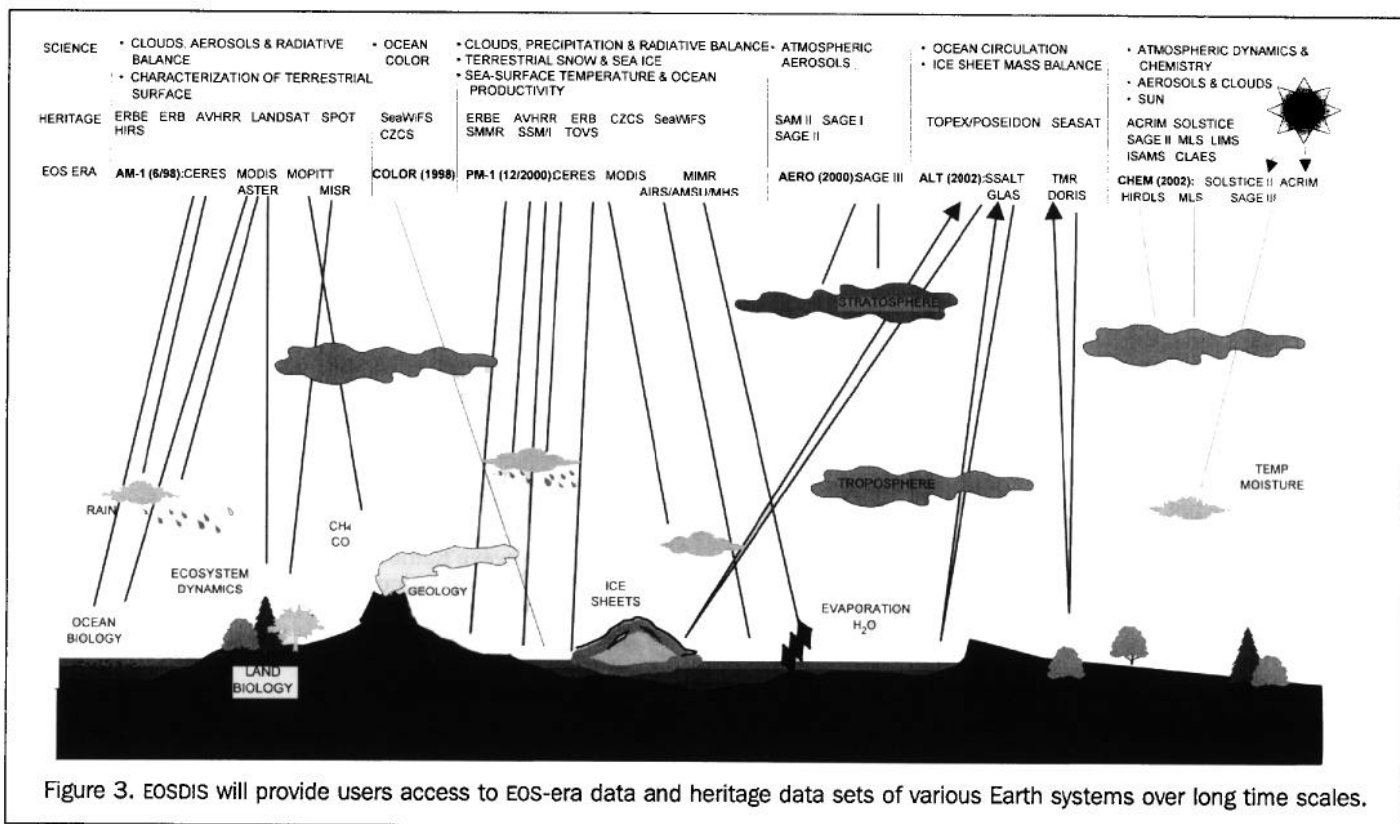 SCIENCE
• CLOUDS, AEROSOLS & RADIATIVE
BALANCE
• CHARACTERIZATION OF TERRESTRIAL
SURFACE
• OCEAN
COLOR
• CLOUDS, PRECIPITATION & RADIATIVE BALANCE
• TERRESTRIAL SNOW & SEA ICE
• SEA-SURFACE TEMPERATURE & OCEAN
PRODUCTIVITY
• ATMOSPHERIC
AEROSOLS
• OCEAN CIRCULATION
• ICE SHEET MASS BALANCE
• ATMOSPHERIC DYNAMICS &
CHEMISTRY
• AEROSOLS & CLOUDS
• SUN
HERITAGE
ERBE ERB AVHRR LANDSAT SPOT
HIRS
SeaWiFS
CZCS
ERBE AVHRR ERB CZCS SeaWiFS
SMMR SSM/I TOVS
SAM II SAGE I
SAGE II
TOPEX/POSEIDON SEASAT
ACRIM SOLSTICE
SAGE II MLS LIMS
ISAMS CLAES
EOS ERA
AM-1 (6/98): CERES MODIS MOPITT
ASTER MISR
COLOR (1998)
PM-1 (12/2000): CERES MODIS MIMR
AIRS/AMSU/MHS
AERO (2000): SAGE III
ALT (2002): SSALT TMR
GLAS DORIS
CHEM (2002): SOLSTICE II ACRIM
HIRDLS MLS SAGE III
STRATOSPHERE
TROPOSPHERE
TEMP
MOISTURE
RAIN
CH4
CO
ECOSYSTEM
DYNAMICS
GEOLOGY
ICE
SHEETS
EVAPORATION
H2O
OCEAN
BIOLOGY
LAND
BIOLOGY
Figure 3. EOSDIS will provide users access to EOS-era data and heritage data sets of various Earth systems over long time scales.